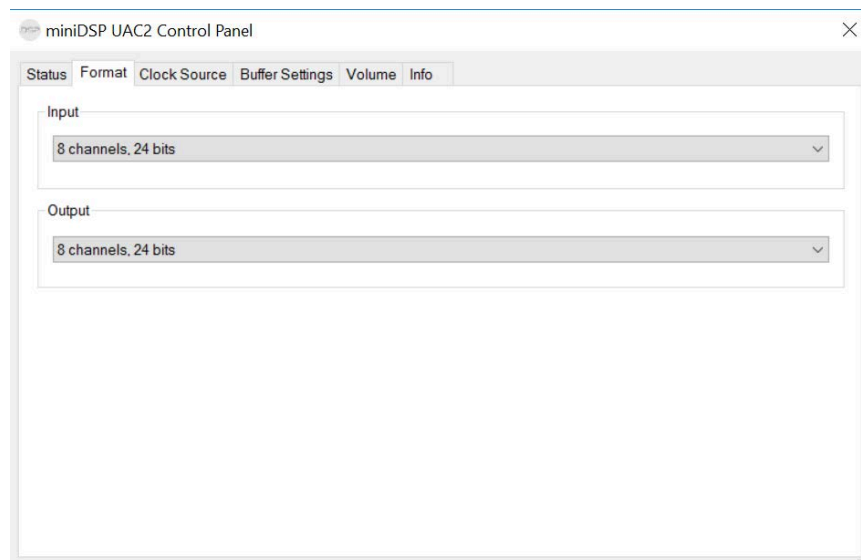 miniDSP UAC2 Control Panel
Status Format Clock Source Buffer Settings Volume Info
Input
8 channels, 24 bits
Output
8 channels, 24 bits